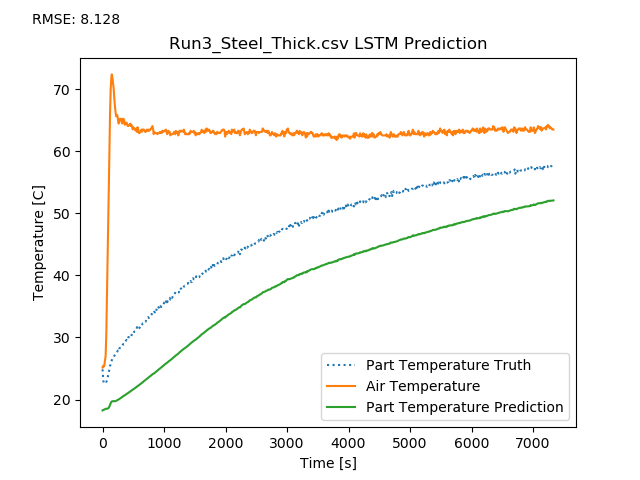 RMSE: 8.128
Run3_Steel_Thick.csv LSTM Prediction
70
60
50
40
30
20
Temperature [C]
Part Temperature Truth
Air Temperature
Part Temperature Prediction
0 1000 2000 3000 4000 5000 6000 7000
Time [s]